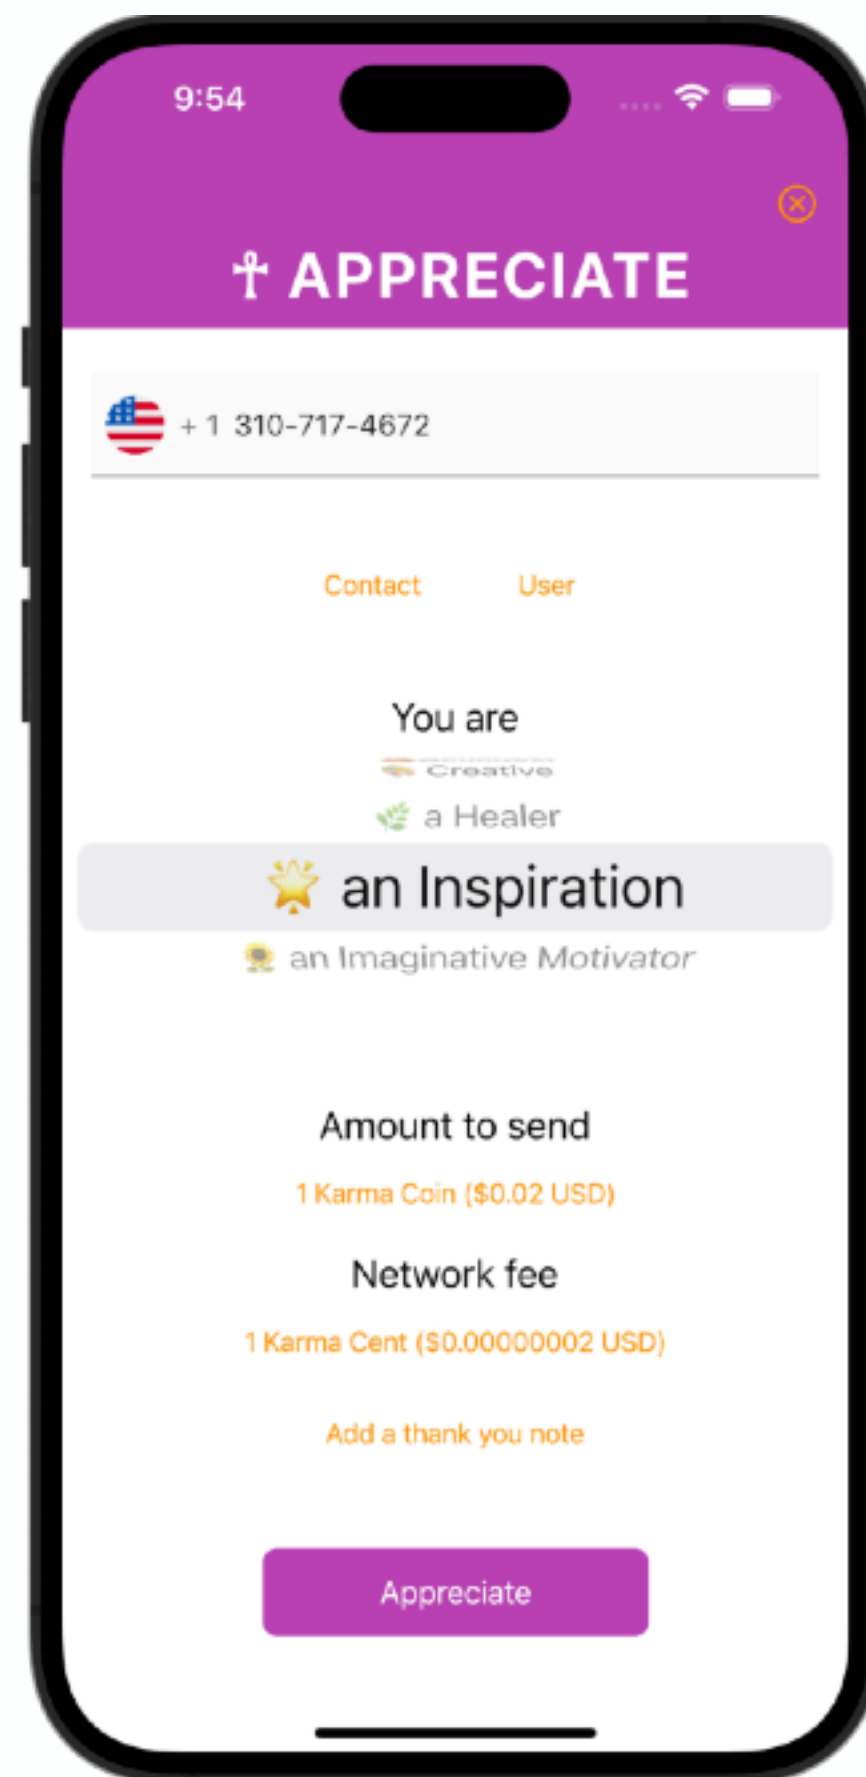 9:54
☥ APPRECIATE
+ 1 310-717-4672
Contact User
You are
Creative
a Healer
an Inspiration
an Imaginative Motivator
Amount to send
1 Karma Coin ($0.02 USD)
Network fee
1 Karma Cent ($0.00000002 USD)
Add a thank you note
Appreciate